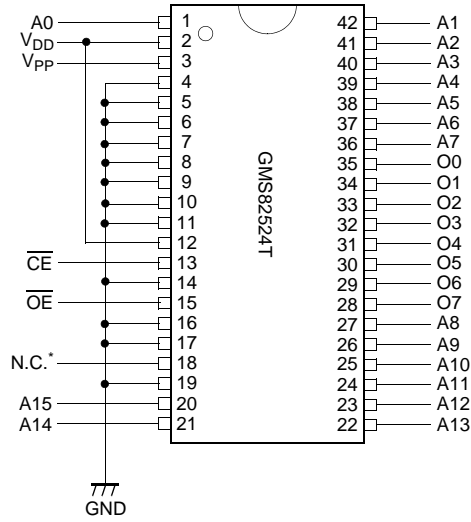 A0 1 42 A1
VDD 2 41 A2
VPP 3 40 A3
4 39 A4
5 38 A5
6 37 A6
7 36 A7
8 35 O0
9 34 O1
10 33 O2
11 32 O3
12 31 O4
CE 13 30 O5
14 29 O6
OE 15 28 O7
16 27 A8
17 26 A9
N.C.* 18 25 A10
19 24 A11
A15 20 23 A12
A14 21 22 A13
GMS82524T
GND